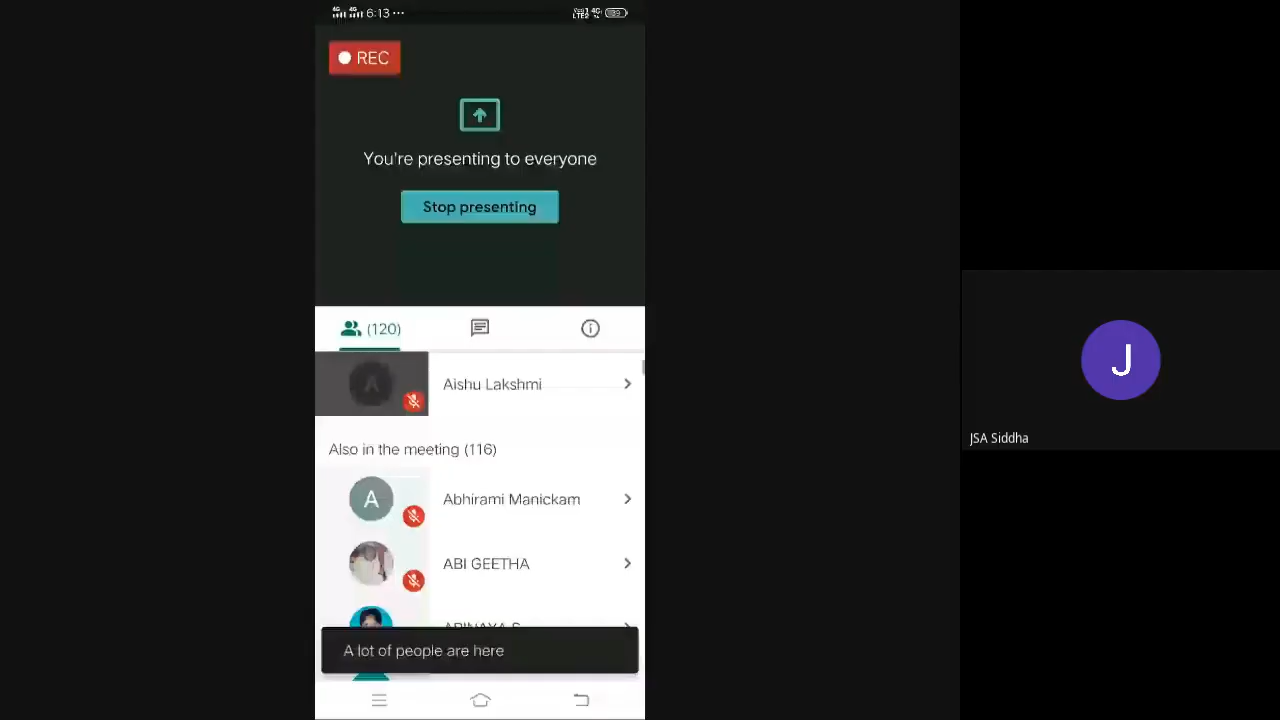 6:13
REC
You're presenting to everyone
Stop presenting
(120)
A
Aishu Lakshmi
Also in the meeting (116)
A
Abhirami Manickam
ABI GEETHA
ABINAYA S
A lot of people are here
J
JSA Siddha